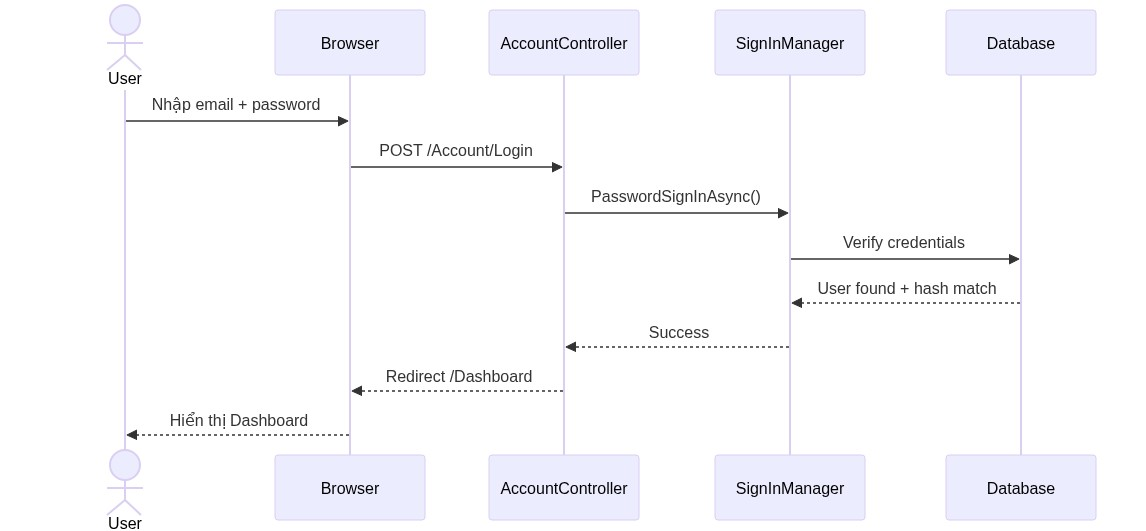 User
Browser
AccountController
SignInManager
Database
Nhập email + password
POST /Account/Login
PasswordSignInAsync()
Verify credentials
User found + hash match
Success
Redirect /Dashboard
Hiển thị Dashboard
User
Browser
AccountController
SignInManager
Database